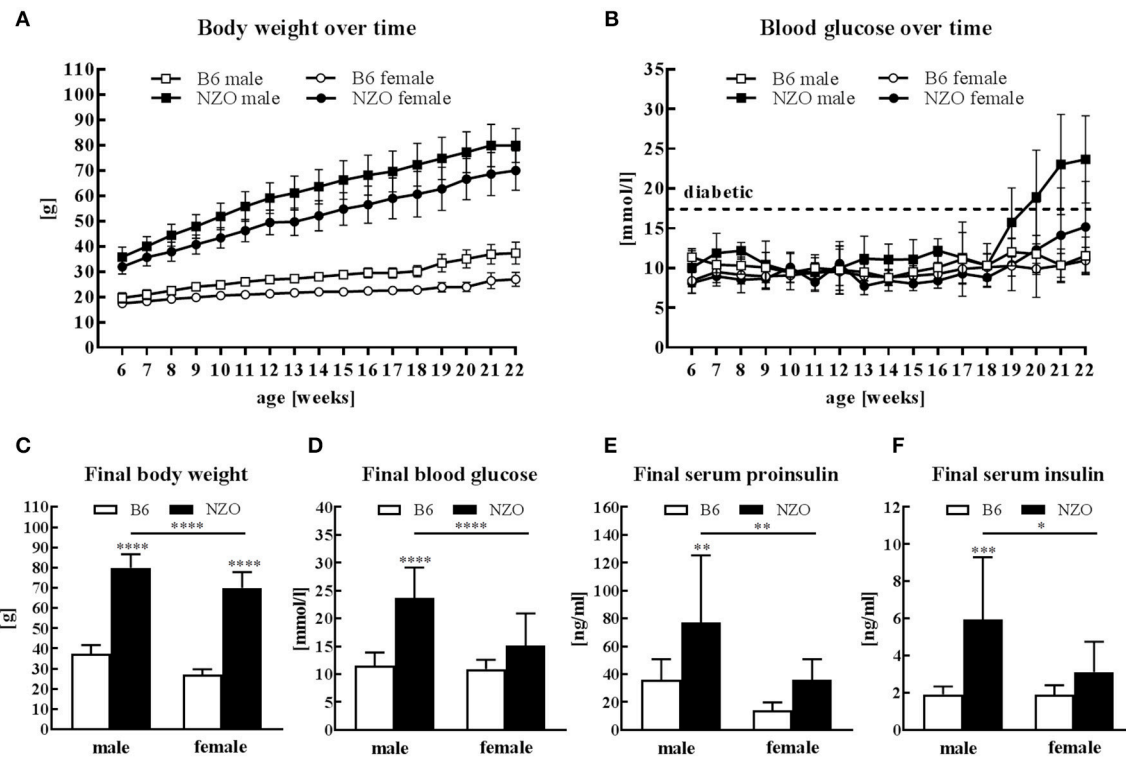 A
Body weight over time
B6 male
B6 female
NZO male
NZO female
110
100
90
80
70
60
50
40
30
20
10
0
[g]
6 7 8 9 10 11 12 13 14 15 16 17 18 19 20 21 22
age [weeks]
B
Blood glucose over time
B6 male
B6 female
NZO male
NZO female
35
30
25
20
15
10
5
0
[mmol/l]
diabetic
6 7 8 9 10 11 12 13 14 15 16 17 18 19 20 21 22
age [weeks]
C
Final body weight
B6 NZO
110
100
90
80
70
60
50
40
30
20
10
0
[g]
****
****
****
male female
D
Final blood glucose
B6 NZO
40
35
30
25
20
15
10
5
0
[mmol/l]
****
****
male female
E
Final serum proinsulin
B6 NZO
160
140
120
100
80
60
40
20
0
[ng/ml]
**
**
male female
F
Final serum insulin
B6 NZO
12
10
8
6
4
2
0
[ng/ml]
*
***
male female